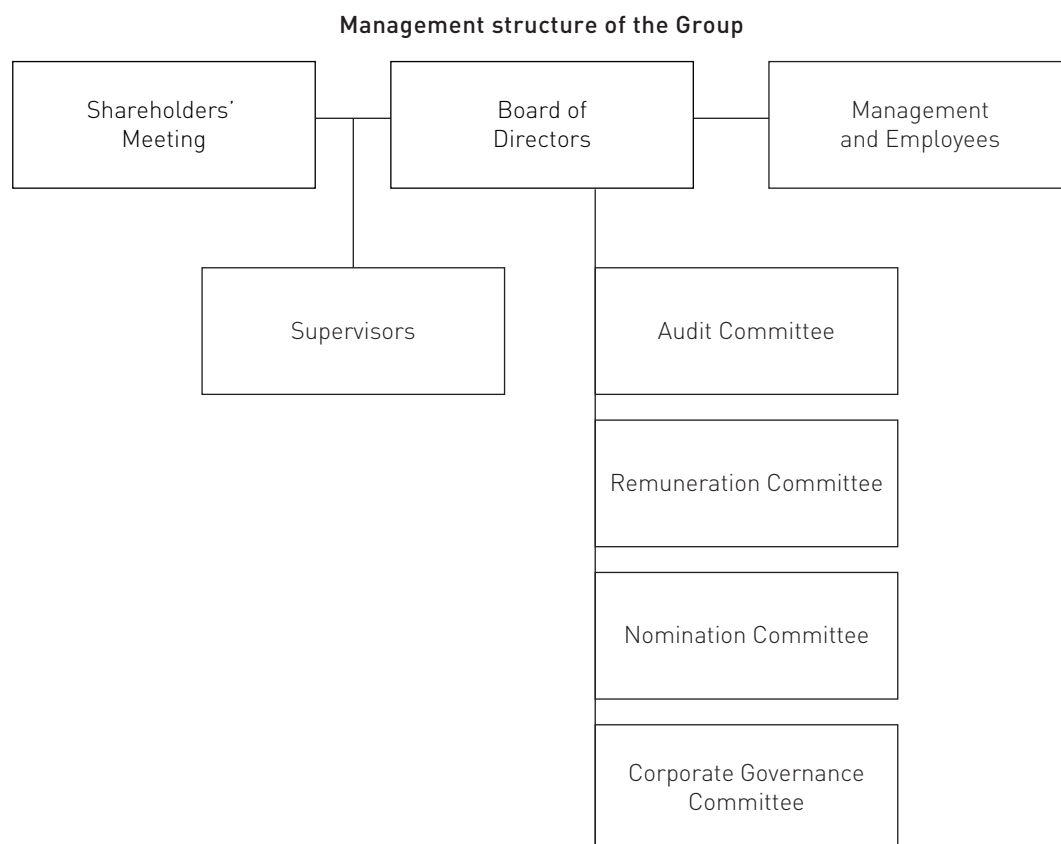 Management structure of the Group
Shareholders’
Meeting
Board of
Directors
Management
and Employees
Supervisors
Audit Committee
Remuneration Committee
Nomination Committee
Corporate Governance
Committee